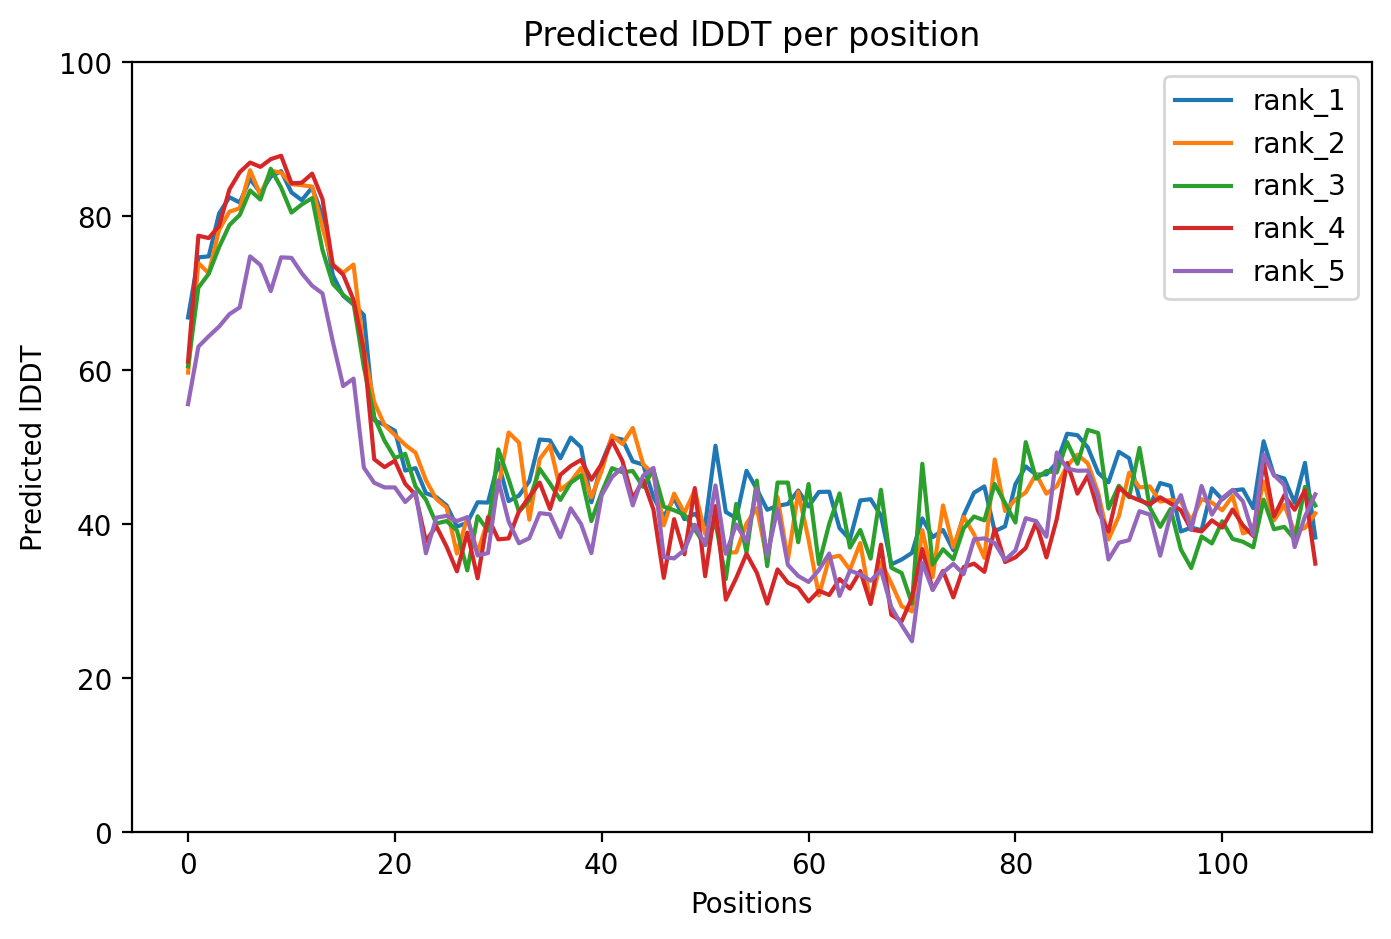 Predicted lDDT per position
100
80
60
40
20
0
Predicted lDDT
0 20 40 60 80 100
Positions
rank_1
rank_2
rank_3
rank_4
rank_5